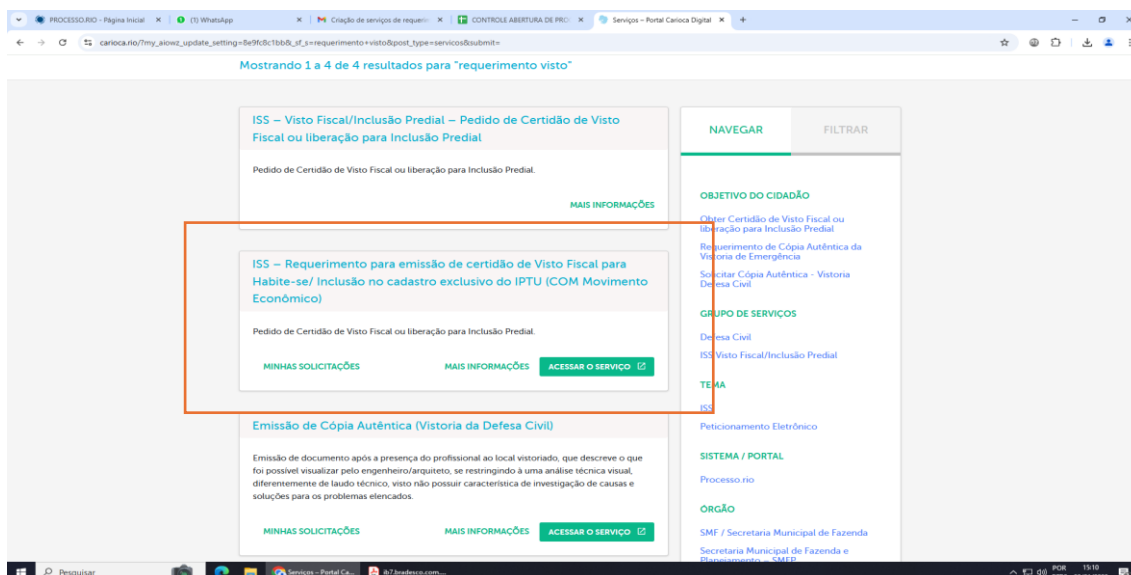 PROCESSO.RIO - Página Inicial
(1) WhatsApp
Criação de serviços de requeri
CONTROLE ABERTURA DE PRO
Serviços – Portal Carioca Digital
carioca.rio/?my_aiowz_update_setting=8e9fc8c1bb&_sf_s=requerimento+visto&post_type=servicos&submit=
Mostrando 1 a 4 de 4 resultados para "requerimento visto"
ISS – Visto Fiscal/Inclusão Predial – Pedido de Certidão de Visto
Fiscal ou liberação para Inclusão Predial
Pedido de Certidão de Visto Fiscal ou liberação para Inclusão Predial.
MAIS INFORMAÇÕES
ISS – Requerimento para emissão de certidão de Visto Fiscal para
Habite-se/ Inclusão no cadastro exclusivo do IPTU (COM Movimento
Econômico)
Pedido de Certidão de Visto Fiscal ou liberação para Inclusão Predial.
MINHAS SOLICITAÇÕES MAIS INFORMAÇÕES ACESSAR O SERVIÇO
Emissão de Cópia Autêntica (Vistoria da Defesa Civil)
Emissão de documento após a presença do profissional ao local vistoriado, que descreve o que
foi possível visualizar pelo engenheiro/arquiteto, se restringindo à uma análise técnica visual,
diferentemente de laudo técnico, visto não possuir característica de investigação de causas e
soluções para os problemas elencados.
MINHAS SOLICITAÇÕES MAIS INFORMAÇÕES ACESSAR O SERVIÇO
NAVEGAR FILTRAR
OBJETIVO DO CIDADÃO
Obter Certidão de Visto Fiscal ou
liberação para Inclusão Predial
Requerimento de Cópia Autêntica da
Vistoria de Emergência
Solicitar Cópia Autêntica - Vistoria
Defesa Civil
GRUPO DE SERVIÇOS
Defesa Civil
ISS Visto Fiscal/Inclusão Predial
TEMA
ISS
Peticionamento Eletrônico
SISTEMA / PORTAL
Processo.rio
ÓRGÃO
SMF / Secretaria Municipal de Fazenda
Secretaria Municipal de Fazenda e
Planejamento – SMFP
Pesquisar
Serviços – Portal Ca...
ib7.bradesco.com....
POR
15:10